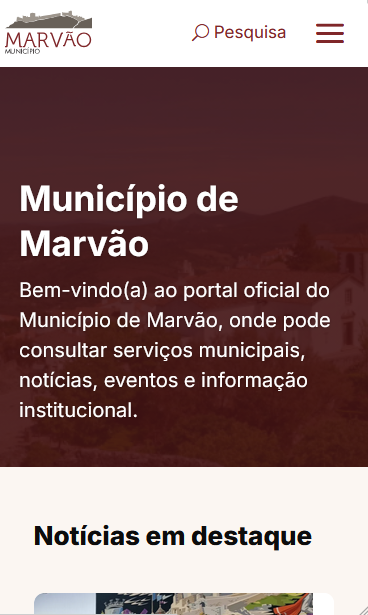 MARVÃO
MUNICÍPIO
Pesquisa
Município de
Marvão
Bem-vindo(a) ao portal oficial do
Município de Marvão, onde pode
consultar serviços municipais,
notícias, eventos e informação
institucional.
Notícias em destaque